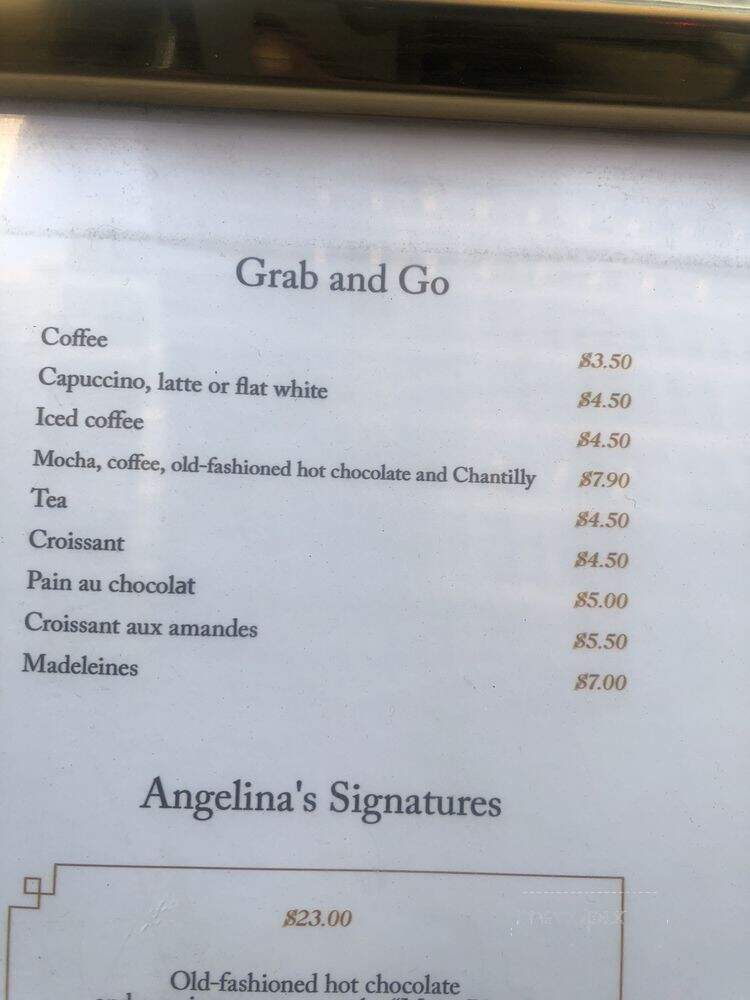 Grab and Go
Coffee $3.50
Capuccino, latte or flat white $4.50
Iced coffee $4.50
Mocha, coffee, old-fashioned hot chocolate and Chantilly $7.90
Tea $4.50
Croissant $4.50
Pain au chocolat $5.00
Croissant aux amandes $5.50
Madeleines $7.00
Angelina's Signatures
$23.00
Old-fashioned hot chocolate